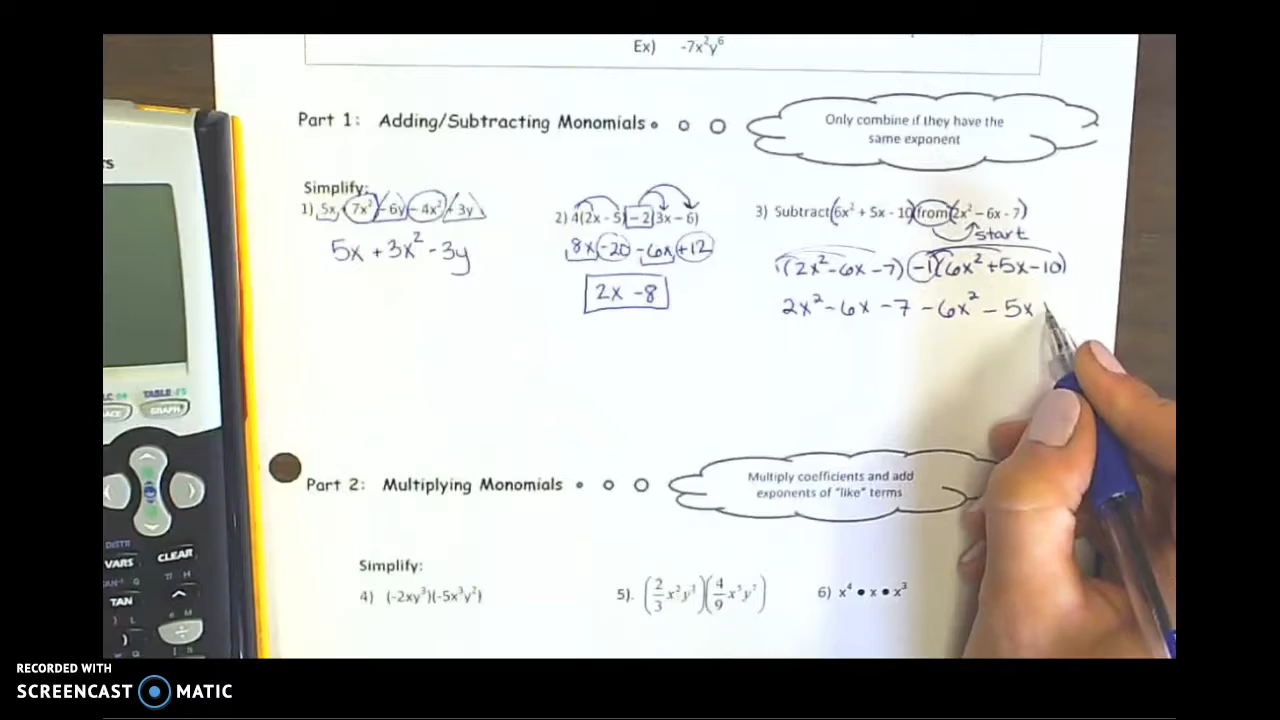 Ex) -7x²y⁶
Part 1: Adding/Subtracting Monomials
Only combine if they have the
same exponent
Simplify:
1) 5x + 7x² - 6y - 4x² + 3y
5x + 3x² - 3y
2) 4(2x - 5) - 2(3x - 6)
8x - 20 - 6x + 12
2x - 8
3) Subtract (6x² + 5x - 10) from (2x² - 6x - 7)
start
(2x² - 6x - 7) - 1(6x² + 5x - 10)
2x² - 6x - 7 - 6x² - 5x
Part 2: Multiplying Monomials
Multiply coefficients and add
exponents of "like" terms
Simplify:
4) (-2xy³)(-5x³y²)
6) x⁴ • x • x³
TABLE F5
GRAPH
DISTR
VARS
CLEAR
TAN
RECORDED WITH
SCREENCAST MATIC